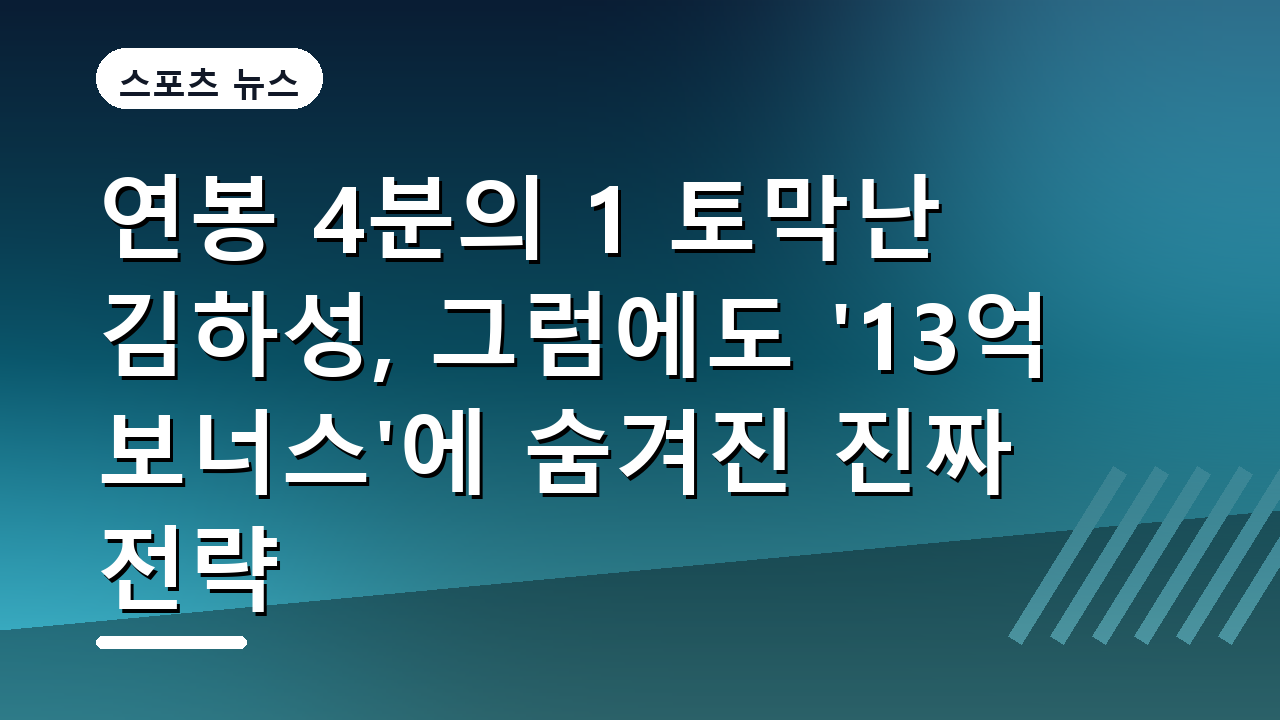 스포츠 뉴스
연봉 4분의 1 토막난
김하성, 그럼에도 '13억
보너스'에 숨겨진 진짜
전략